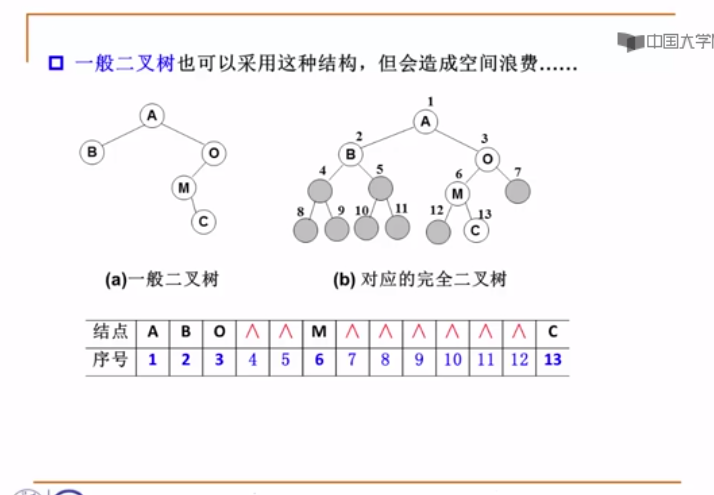 中国大学
一般二叉树也可以采用这种结构，但会造成空间浪费……
A
B
O
M
C
1
A
2
3
B
O
4
5
6
7
M
8
9
10
11
12
13
C
(a)一般二叉树
(b) 对应的完全二叉树
结点 A B O ∧ ∧ M ∧ ∧ ∧ ∧ ∧ ∧ C
序号 1 2 3 4 5 6 7 8 9 10 11 12 13